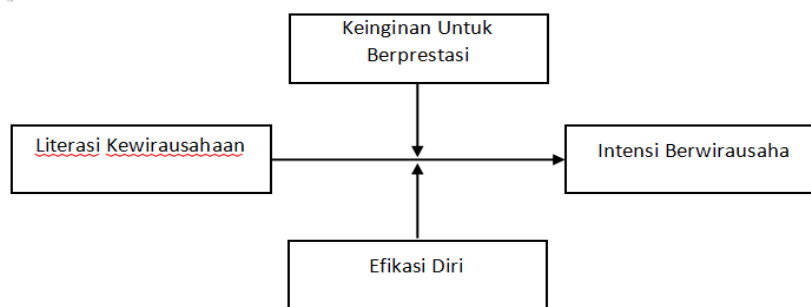 Keinginan Untuk
Berprestasi
Literasi Kewirausahaan
Intensi Berwirausaha
Efikasi Diri